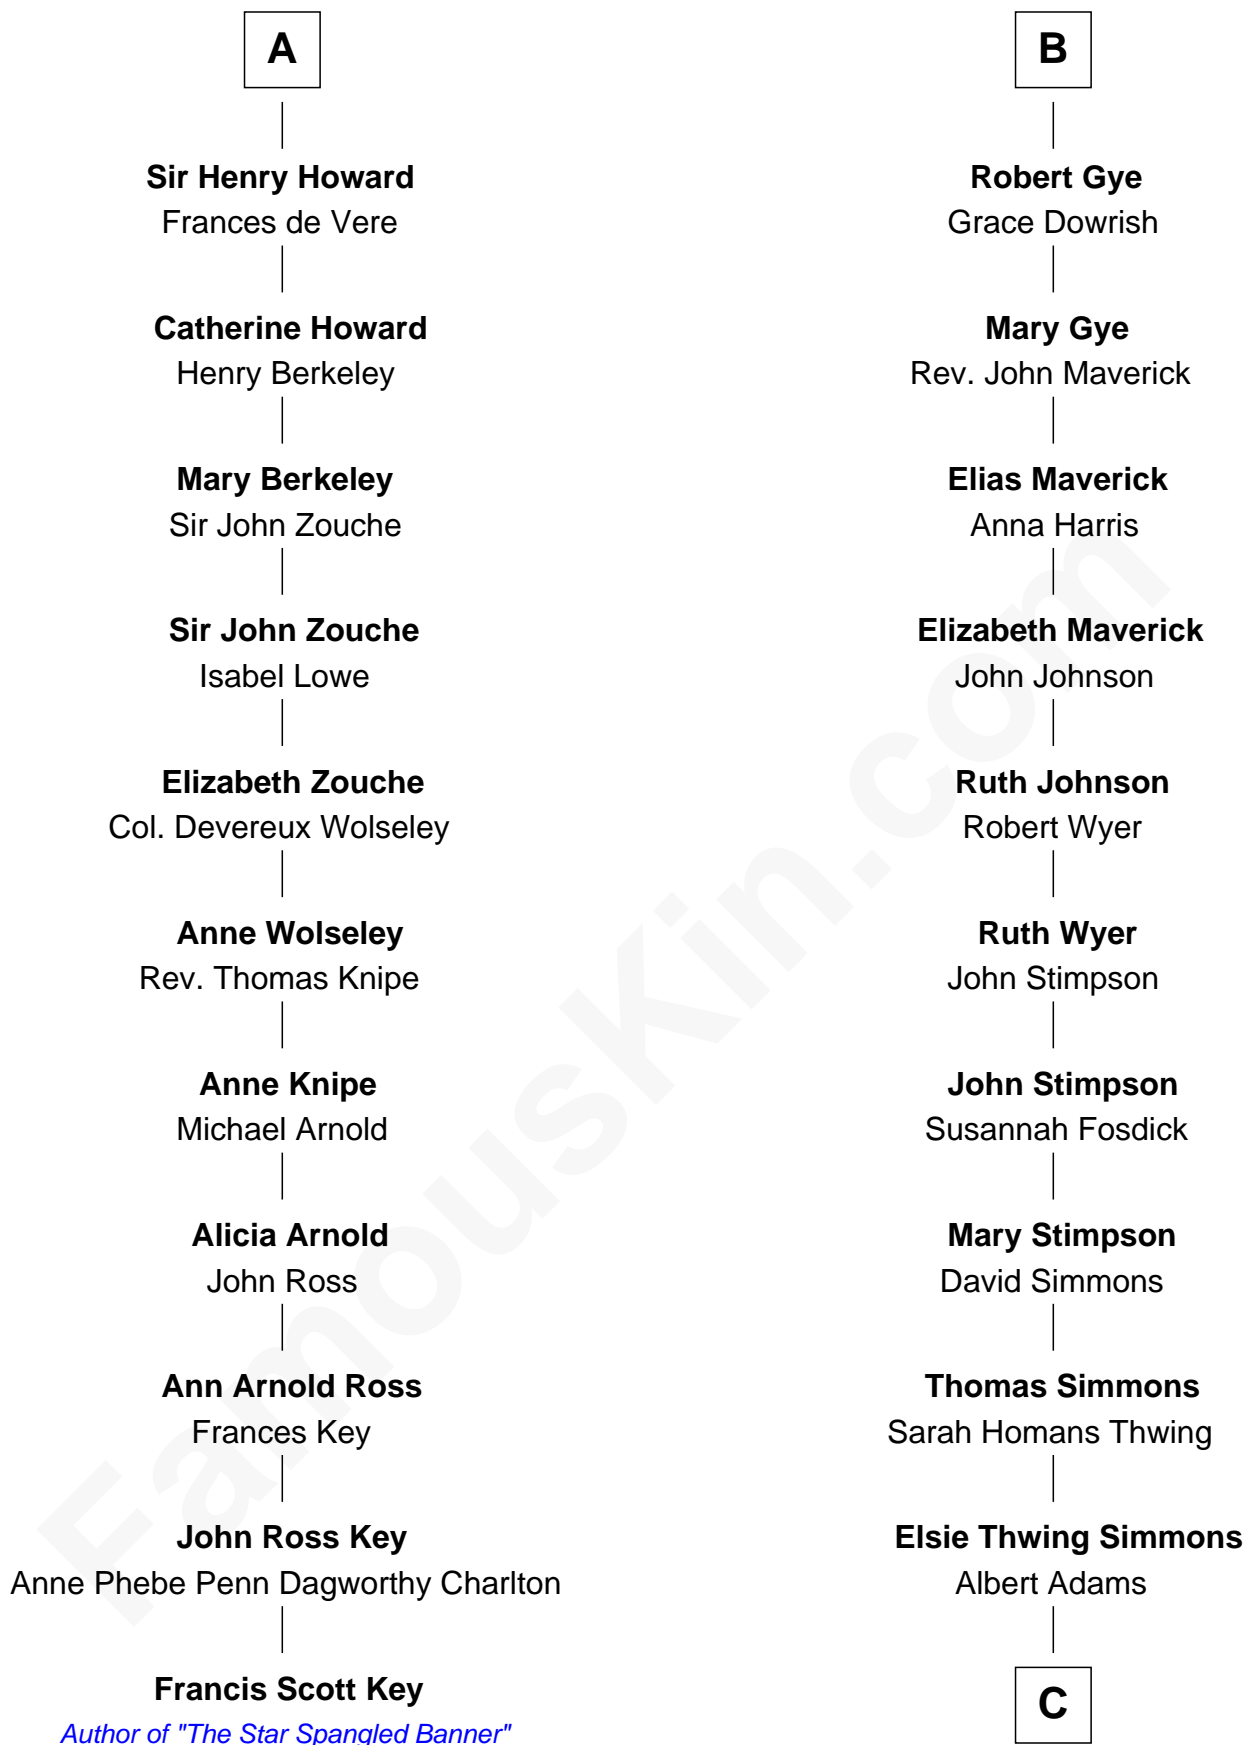 A
Sir Henry Howard
Frances de Vere
Catherine Howard
Henry Berkeley
Mary Berkeley
Sir John Zouche
Sir John Zouche
Isabel Lowe
Elizabeth Zouche
Col. Devereux Wolseley
Anne Wolseley
Rev. Thomas Knipe
Anne Knipe
Michael Arnold
Alicia Arnold
John Ross
Ann Arnold Ross
Frances Key
John Ross Key
Anne Phebe Penn Dagworthy Charlton
Francis Scott Key
Author of "The Star Spangled Banner"
B
Robert Gye
Grace Dowrish
Mary Gye
Rev. John Maverick
Elias Maverick
Anna Harris
Elizabeth Maverick
John Johnson
Ruth Johnson
Robert Wyer
Ruth Wyer
John Stimpson
John Stimpson
Susannah Fosdick
Mary Stimpson
David Simmons
Thomas Simmons
Sarah Homans Thwing
Elsie Thwing Simmons
Albert Adams
C
FamousKin.com